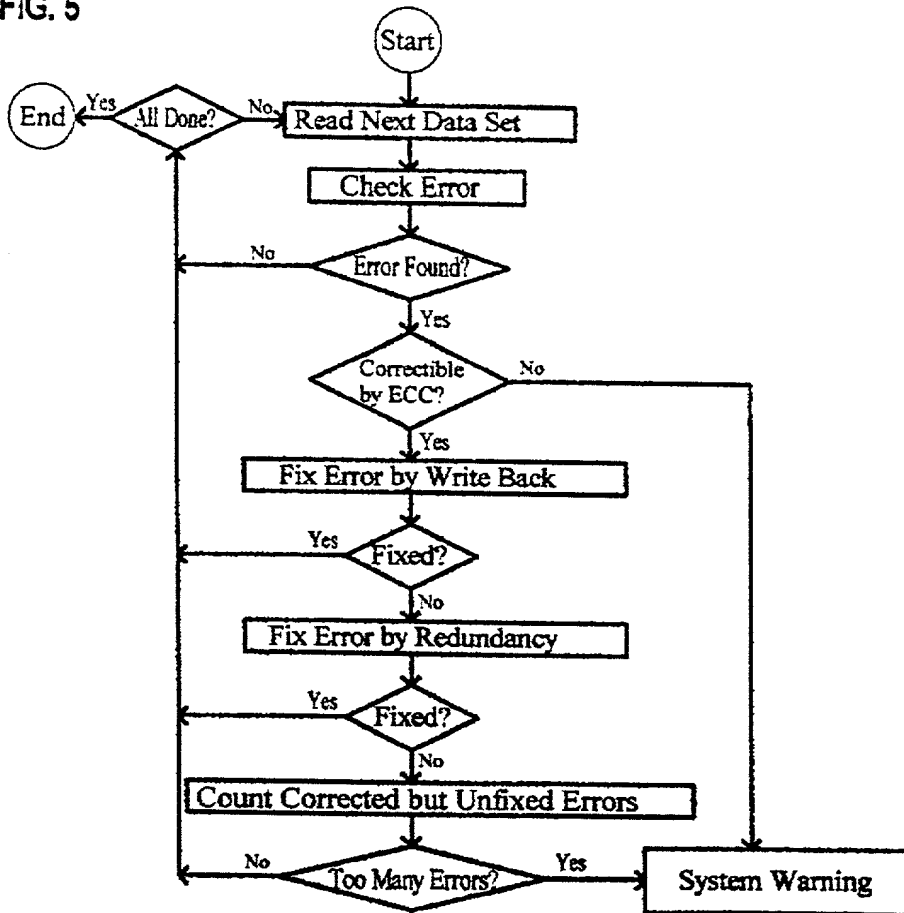 FIG. 5
Start
End
Yes
All Done?
No
Read Next Data Set
Check Error
No
Error Found?
Yes
Correctible
by ECC?
No
Yes
Fix Error by Write Back
Yes
Fixed?
No
Fix Error by Redundancy
Yes
Fixed?
No
Count Corrected but Unfixed Errors
No
Too Many Errors?
Yes
System Warning